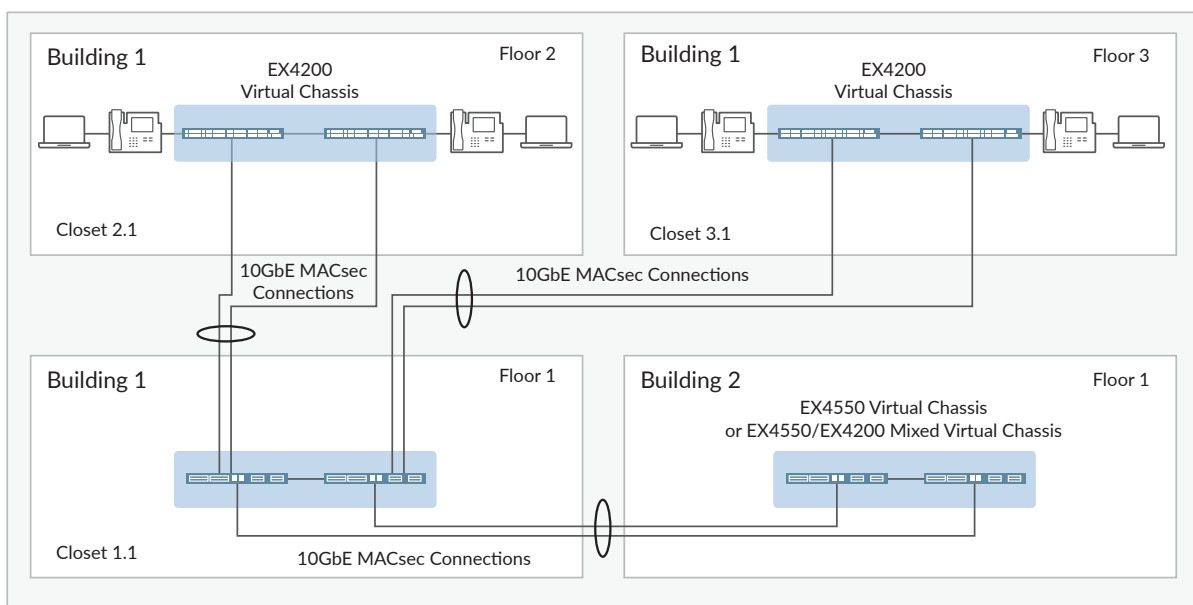 Building 1
Floor 2
EX4200
Virtual Chassis
Closet 2.1
Building 1
Floor 3
EX4200
Virtual Chassis
Closet 3.1
10GbE MACsec
Connections
10GbE MACsec Connections
Building 1
Floor 1
Closet 1.1
Building 2
Floor 1
EX4550 Virtual Chassis
or EX4550/EX4200 Mixed Virtual Chassis
10GbE MACsec Connections